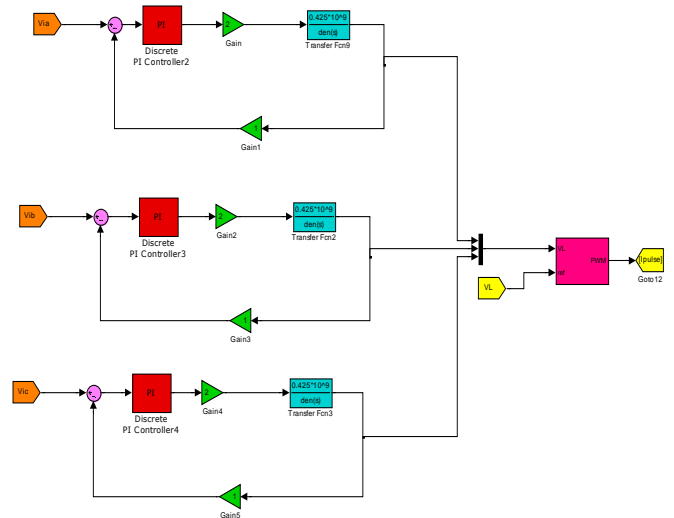 Via
PI
2
0.425*10^9
den(s)
Discrete
PI Controller2
Gain
Transfer Fcn9
1
Gain1
Vib
PI
2
0.425*10^9
den(s)
Discrete
PI Controller3
Gain2
Transfer Fcn2
1
Gain3
VL
VL
ref
PWM
[Ipulse]
Goto12
Vic
PI
2
0.425*10^9
den(s)
Discrete
PI Controller4
Gain4
Transfer Fcn3
1
Gain5